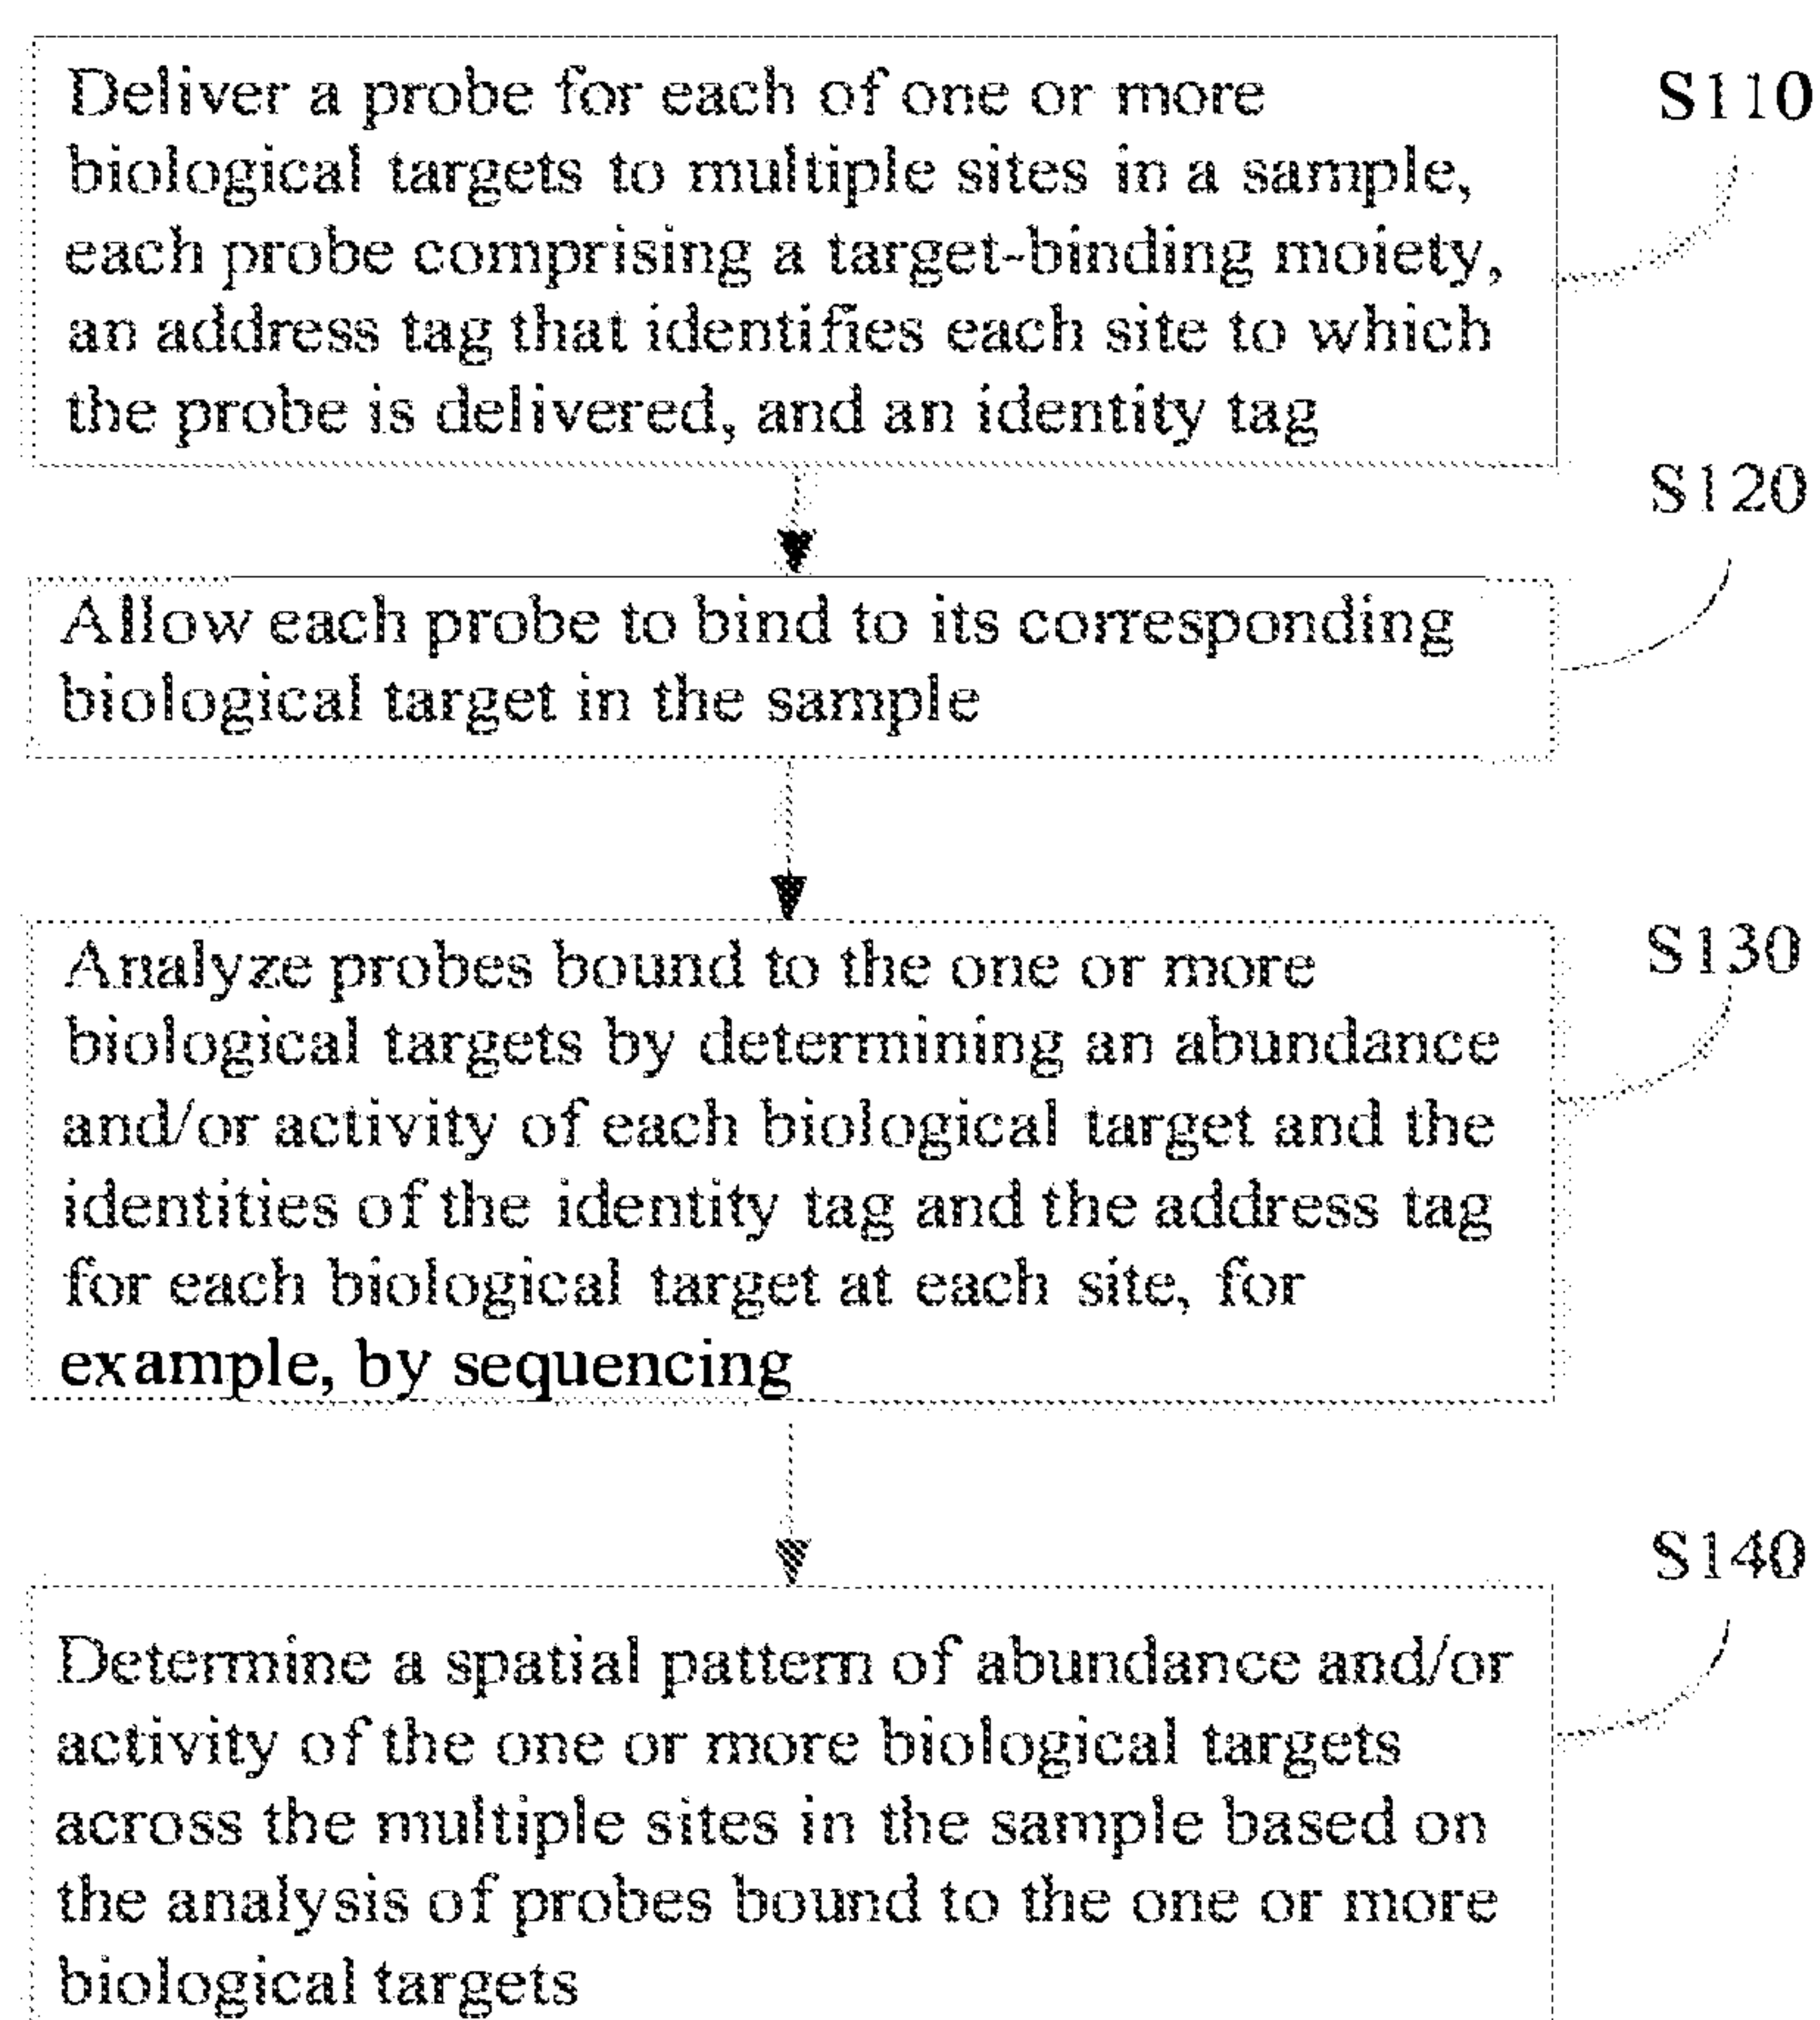 Deliver a probe for each of one or more
biological targets to multiple sites in a sample,
each probe comprising a target-binding moiety,
an address tag that identifies each site to which
the probe is delivered, and an identity tag
S110
Allow each probe to bind to its corresponding
biological target in the sample
S120
Analyze probes bound to the one or more
biological targets by determining an abundance
and/or activity of each biological target and the
identities of the identity tag and the address tag
for each biological target at each site, for
example, by sequencing
S130
Determine a spatial pattern of abundance and/or
activity of the one or more biological targets
across the multiple sites in the sample based on
the analysis of probes bound to the one or more
biological targets
S140